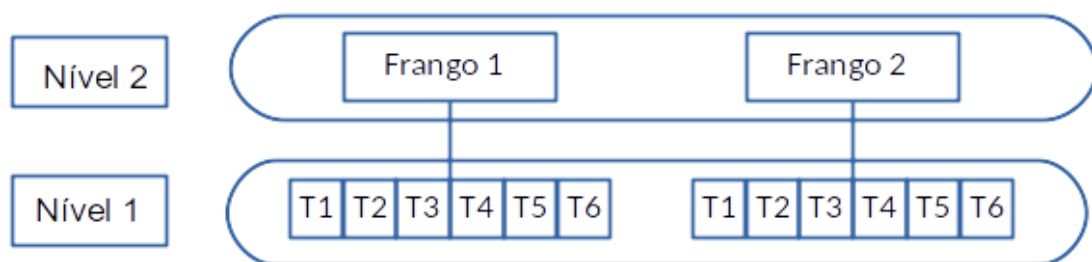 Nível 2
Frango 1
Frango 2
Nível 1
T1 T2 T3 T4 T5 T6
T1 T2 T3 T4 T5 T6